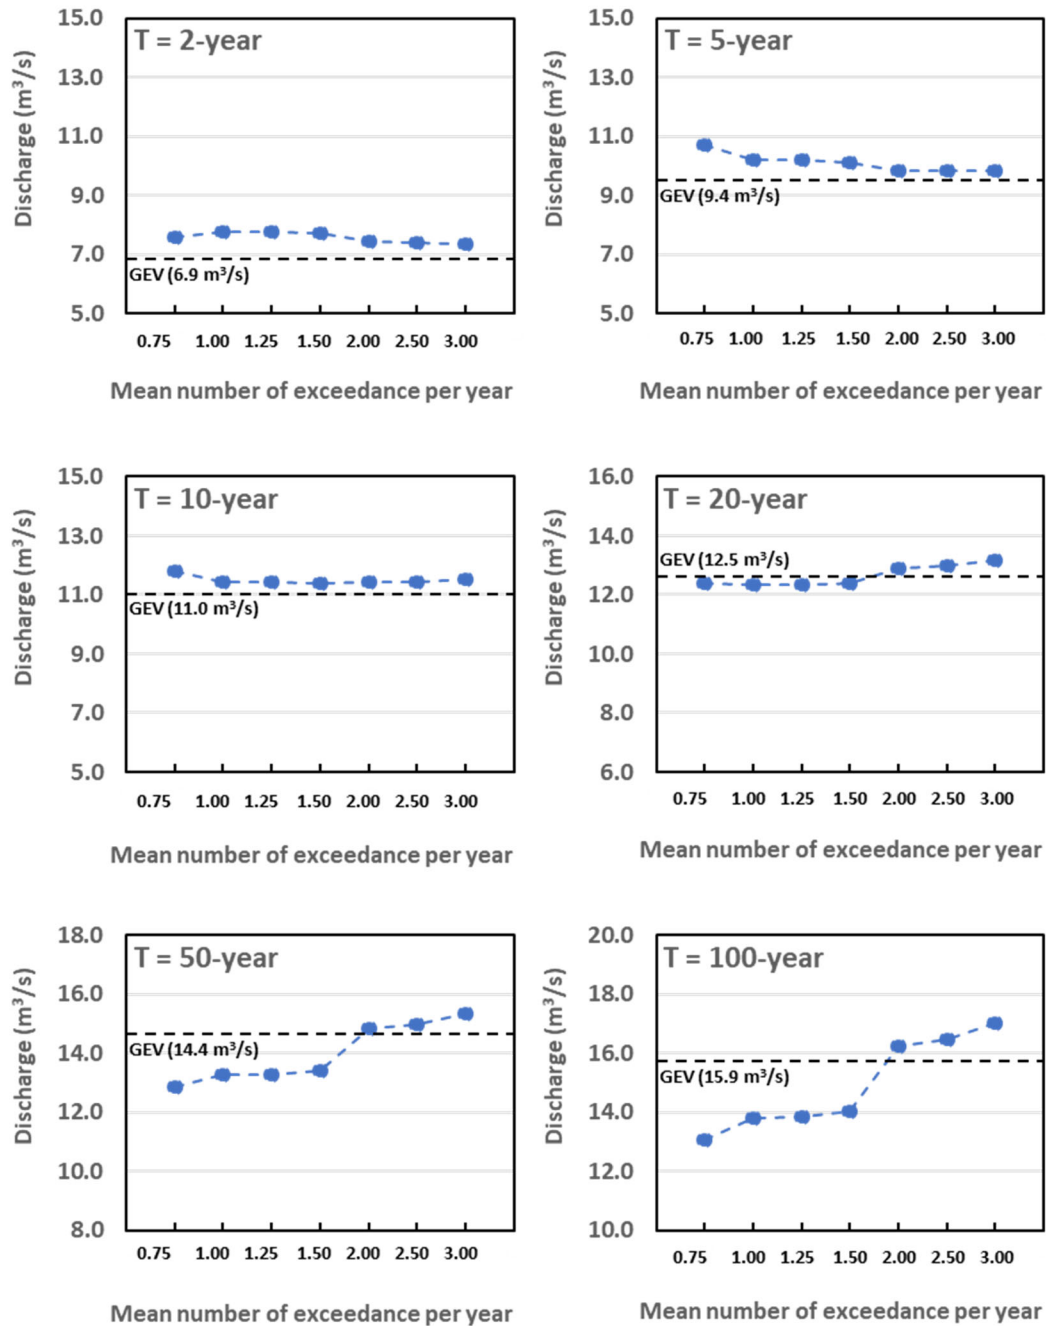 T = 2-year
Discharge (m³/s)
15.0
13.0
11.0
9.0
7.0
5.0
GEV (6.9 m³/s)
0.75 1.00 1.25 1.50 2.00 2.50 3.00
Mean number of exceedance per year
T = 5-year
Discharge (m³/s)
15.0
13.0
11.0
9.0
7.0
5.0
GEV (9.4 m³/s)
0.75 1.00 1.25 1.50 2.00 2.50 3.00
Mean number of exceedance per year
T = 10-year
Discharge (m³/s)
15.0
13.0
11.0
9.0
7.0
5.0
GEV (11.0 m³/s)
0.75 1.00 1.25 1.50 2.00 2.50 3.00
Mean number of exceedance per year
T = 20-year
Discharge (m³/s)
16.0
14.0
12.0
10.0
8.0
6.0
GEV (12.5 m³/s)
0.75 1.00 1.25 1.50 2.00 2.50 3.00
Mean number of exceedance per year
T = 50-year
Discharge (m³/s)
18.0
16.0
14.0
12.0
10.0
8.0
GEV (14.4 m³/s)
0.75 1.00 1.25 1.50 2.00 2.50 3.00
Mean number of exceedance per year
T = 100-year
Discharge (m³/s)
20.0
18.0
16.0
14.0
12.0
10.0
GEV (15.9 m³/s)
0.75 1.00 1.25 1.50 2.00 2.50 3.00
Mean number of exceedance per year